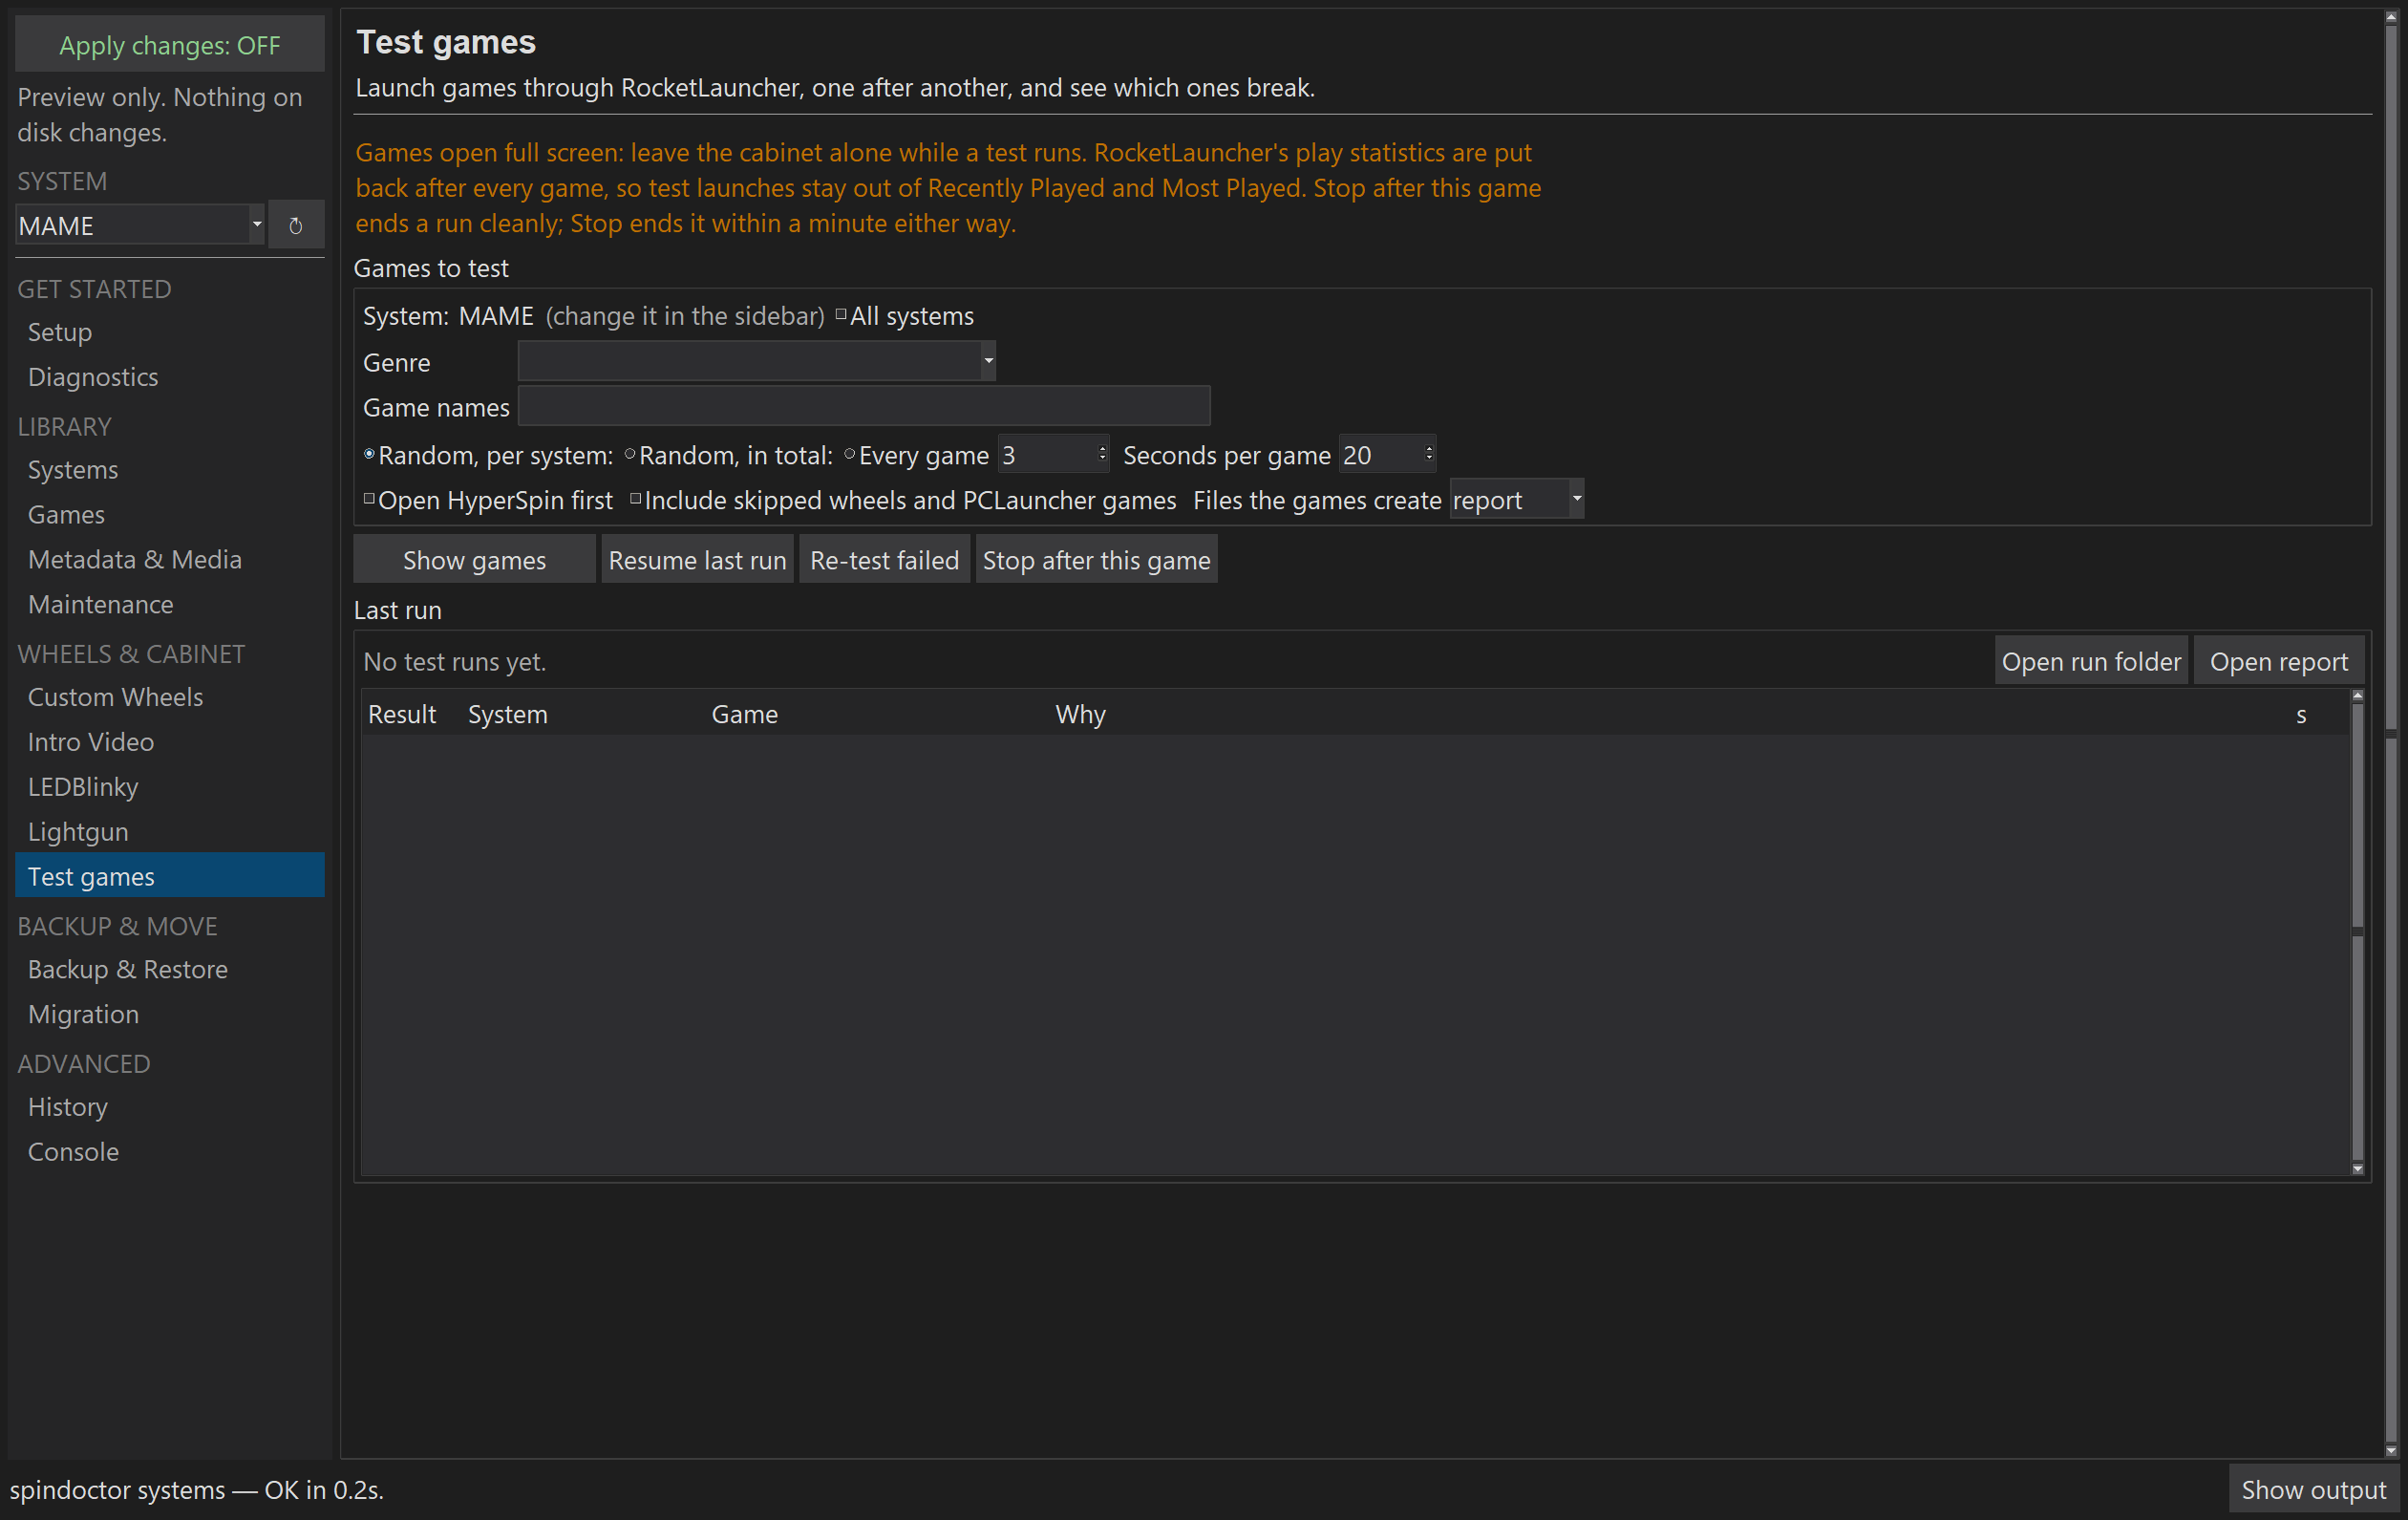 Apply changes: OFF
Preview only. Nothing on
disk changes.
SYSTEM
MAME
GET STARTED
Setup
Diagnostics
LIBRARY
Systems
Games
Metadata & Media
Maintenance
WHEELS & CABINET
Custom Wheels
Intro Video
LEDBlinky
Lightgun
Test games
BACKUP & MOVE
Backup & Restore
Migration
ADVANCED
History
Console
Test games
Launch games through RocketLauncher, one after another, and see which ones break.
Games open full screen: leave the cabinet alone while a test runs. RocketLauncher's play statistics are put
back after every game, so test launches stay out of Recently Played and Most Played. Stop after this game
ends a run cleanly; Stop ends it within a minute either way.
Games to test
System: MAME (change it in the sidebar) All systems
Genre
Game names
Random, per system: Random, in total: Every game 3 Seconds per game 20
Open HyperSpin first Include skipped wheels and PCLauncher games Files the games create report
Show games Resume last run Re-test failed Stop after this game
Last run
No test runs yet. Open run folder Open report
Result System Game Why s
spindoctor systems — OK in 0.2s. Show output